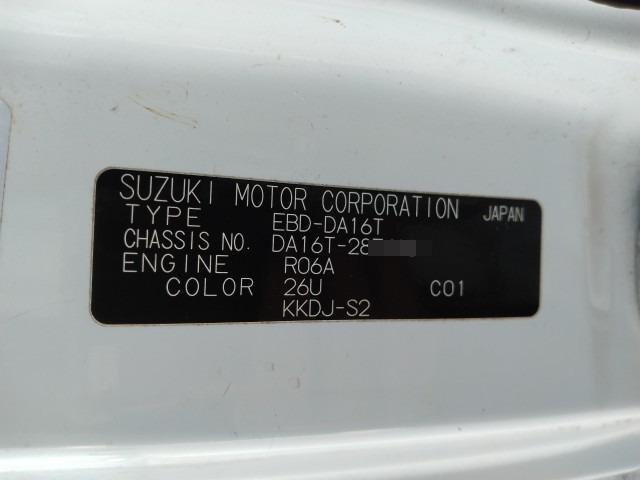 SUZUKI MOTOR CORPORATION JAPAN
TYPE EBD-DA16T
CHASSIS NO. DA16T-28
ENGINE R06A
COLOR 26U C01
KKDJ-S2